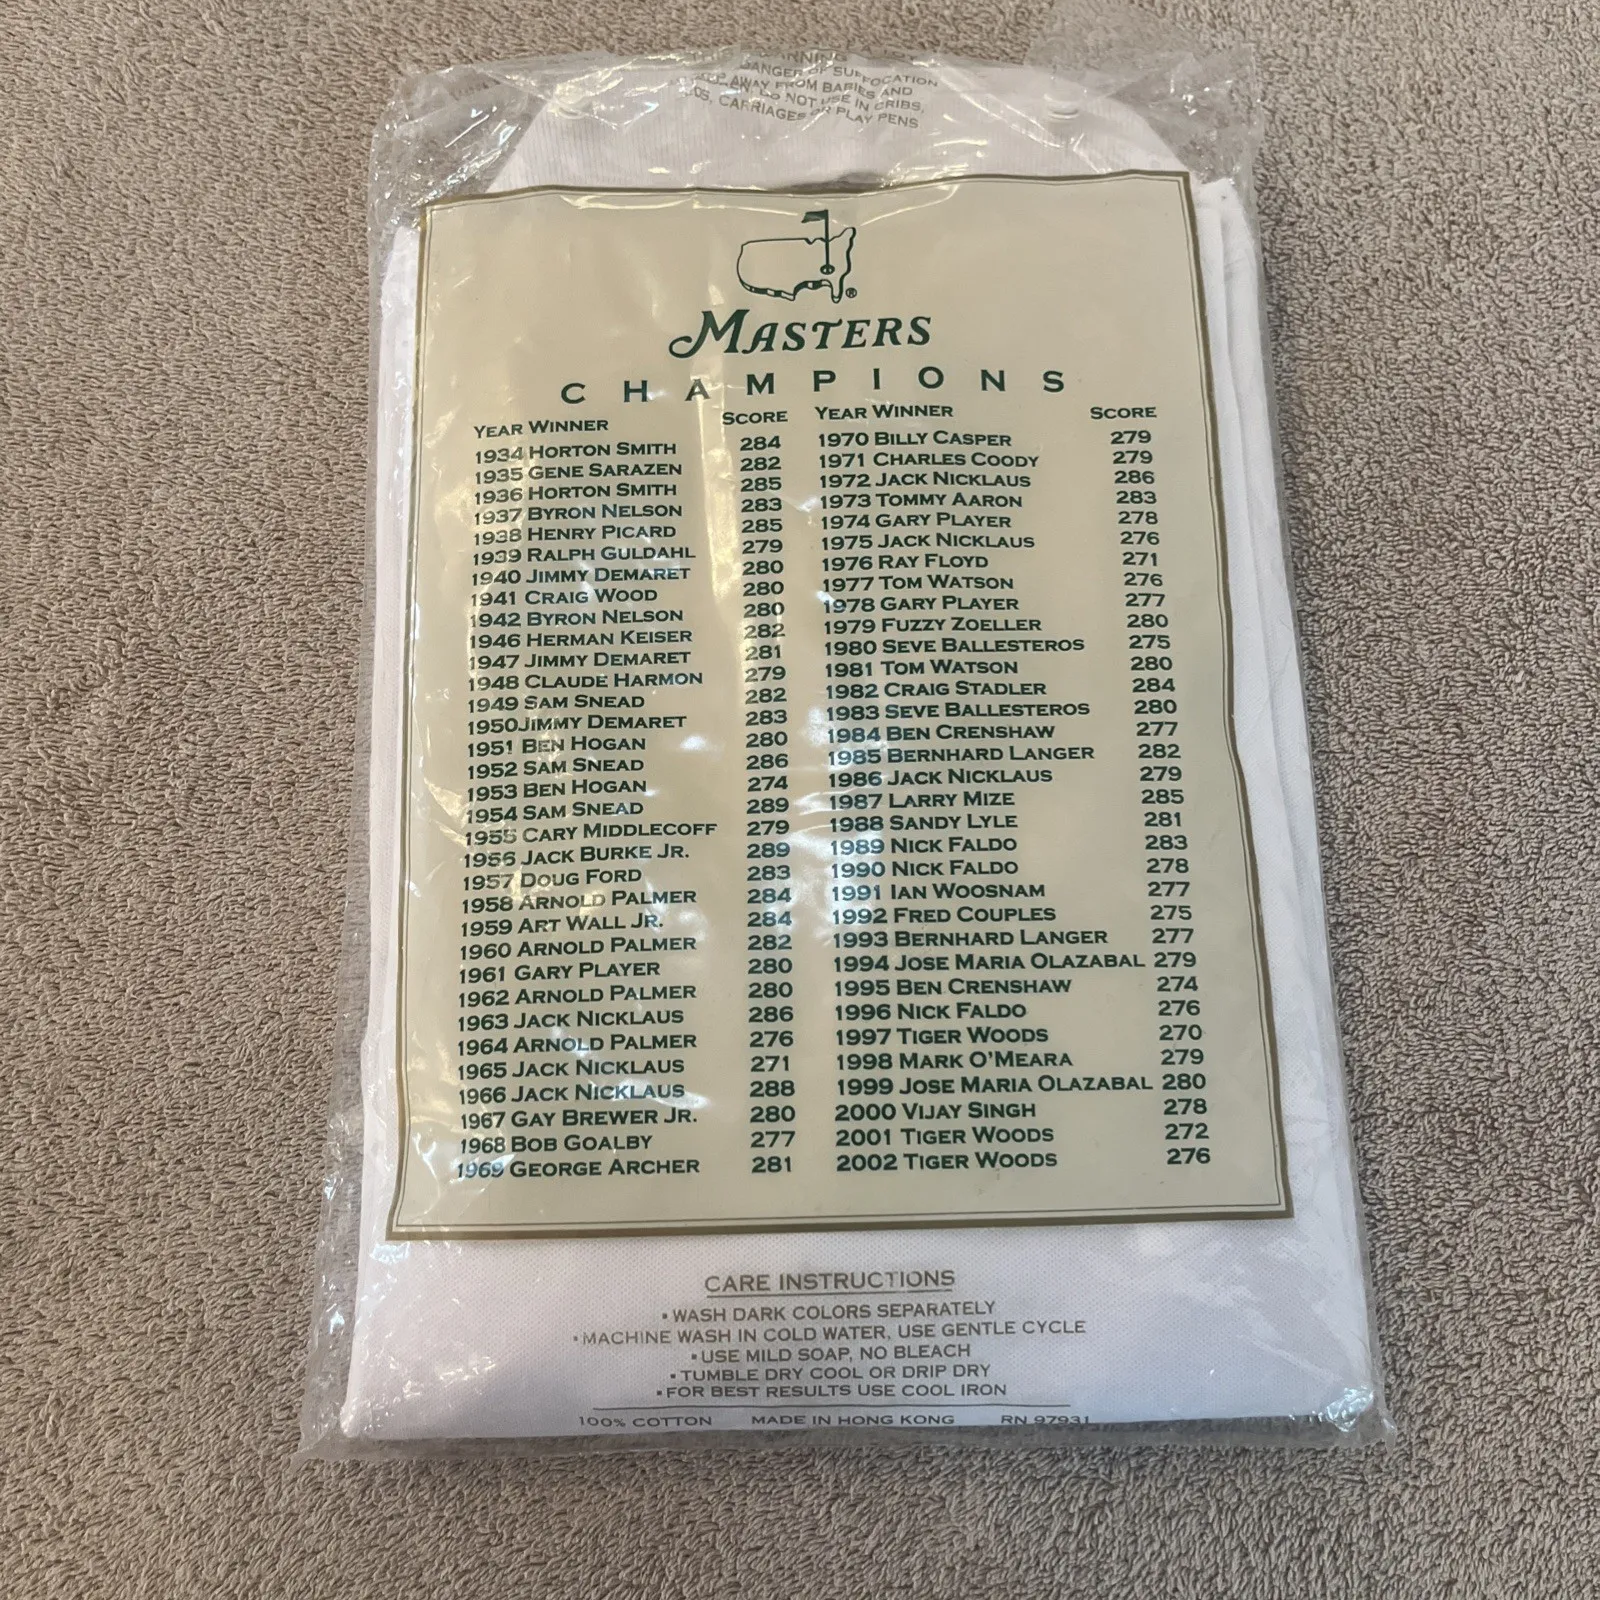 WARNING
DANGER OF SUFFOCATION
AWAY FROM BABIES AND
DO NOT USE IN CRIBS,
CARRIAGES OR PLAY PENS
®
MASTERS
CHAMPIONS
YEAR WINNER SCORE
1934 HORTON SMITH 284
1935 GENE SARAZEN 282
1936 HORTON SMITH 285
1937 BYRON NELSON 283
1938 HENRY PICARD 285
1939 RALPH GULDAHL 279
1940 JIMMY DEMARET 280
1941 CRAIG WOOD 280
1942 BYRON NELSON 280
1946 HERMAN KEISER 282
1947 JIMMY DEMARET 281
1948 CLAUDE HARMON 279
1949 SAM SNEAD 282
1950 JIMMY DEMARET 283
1951 BEN HOGAN 280
1952 SAM SNEAD 286
1953 BEN HOGAN 274
1954 SAM SNEAD 289
1955 CARY MIDDLECOFF 279
1956 JACK BURKE JR. 289
1957 DOUG FORD 283
1958 ARNOLD PALMER 284
1959 ART WALL JR. 284
1960 ARNOLD PALMER 282
1961 GARY PLAYER 280
1962 ARNOLD PALMER 280
1963 JACK NICKLAUS 286
1964 ARNOLD PALMER 276
1965 JACK NICKLAUS 271
1966 JACK NICKLAUS 288
1967 GAY BREWER JR. 280
1968 BOB GOALBY 277
1969 GEORGE ARCHER 281
YEAR WINNER SCORE
1970 BILLY CASPER 279
1971 CHARLES COODY 279
1972 JACK NICKLAUS 286
1973 TOMMY AARON 283
1974 GARY PLAYER 278
1975 JACK NICKLAUS 276
1976 RAY FLOYD 271
1977 TOM WATSON 276
1978 GARY PLAYER 277
1979 FUZZY ZOELLER 280
1980 SEVE BALLESTEROS 275
1981 TOM WATSON 280
1982 CRAIG STADLER 284
1983 SEVE BALLESTEROS 280
1984 BEN CRENSHAW 277
1985 BERNHARD LANGER 282
1986 JACK NICKLAUS 279
1987 LARRY MIZE 285
1988 SANDY LYLE 281
1989 NICK FALDO 283
1990 NICK FALDO 278
1991 IAN WOOSNAM 277
1992 FRED COUPLES 275
1993 BERNHARD LANGER 277
1994 JOSE MARIA OLAZABAL 279
1995 BEN CRENSHAW 274
1996 NICK FALDO 276
1997 TIGER WOODS 270
1998 MARK O'MEARA 279
1999 JOSE MARIA OLAZABAL 280
2000 VIJAY SINGH 278
2001 TIGER WOODS 272
2002 TIGER WOODS 276
CARE INSTRUCTIONS
▪ WASH DARK COLORS SEPARATELY
▪ MACHINE WASH IN COLD WATER, USE GENTLE CYCLE
▪ USE MILD SOAP, NO BLEACH
▪ TUMBLE DRY COOL OR DRIP DRY
▪ FOR BEST RESULTS USE COOL IRON
100% COTTON MADE IN HONG KONG RN 97931